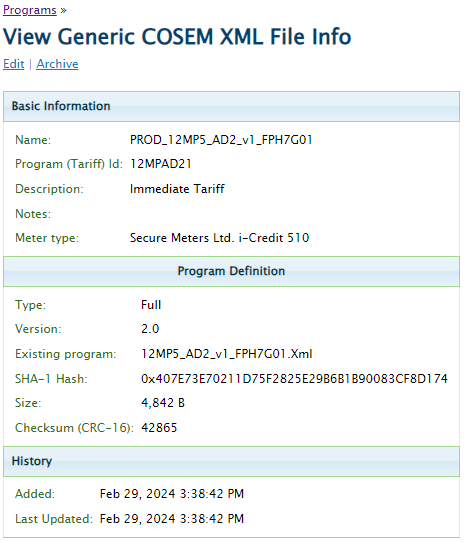 Programs »
View Generic COSEM XML File Info
Edit | Archive
Basic Information
Name: PROD_12MP5_AD2_v1_FPH7G01
Program (Tariff) Id: 12MPAD21
Description: Immediate Tariff
Notes:
Meter type: Secure Meters Ltd. i-Credit 510
Program Definition
Type: Full
Version: 2.0
Existing program: 12MP5_AD2_v1_FPH7G01.Xml
SHA-1 Hash: 0x407E73E70211D75F2825E29B6B1B90083CF8D174
Size: 4,842 B
Checksum (CRC-16): 42865
History
Added: Feb 29, 2024 3:38:42 PM
Last Updated: Feb 29, 2024 3:38:42 PM